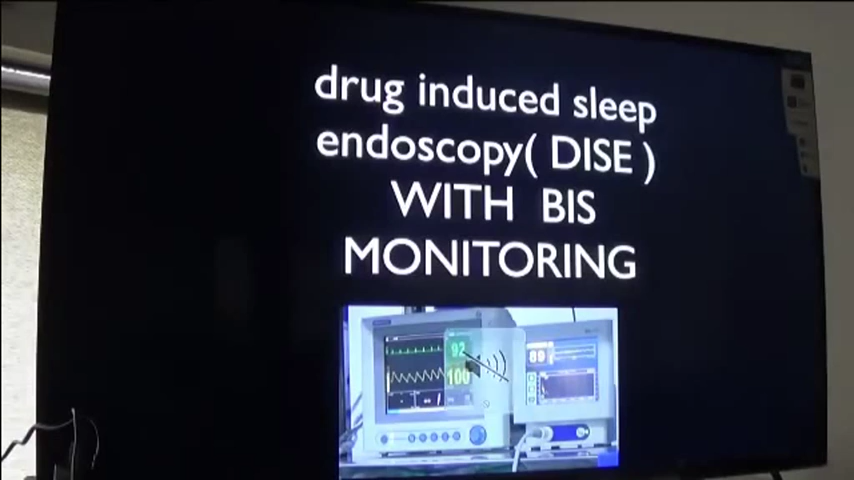 drug induced sleep
endoscopy( DISE )
WITH BIS
MONITORING
92
100
89